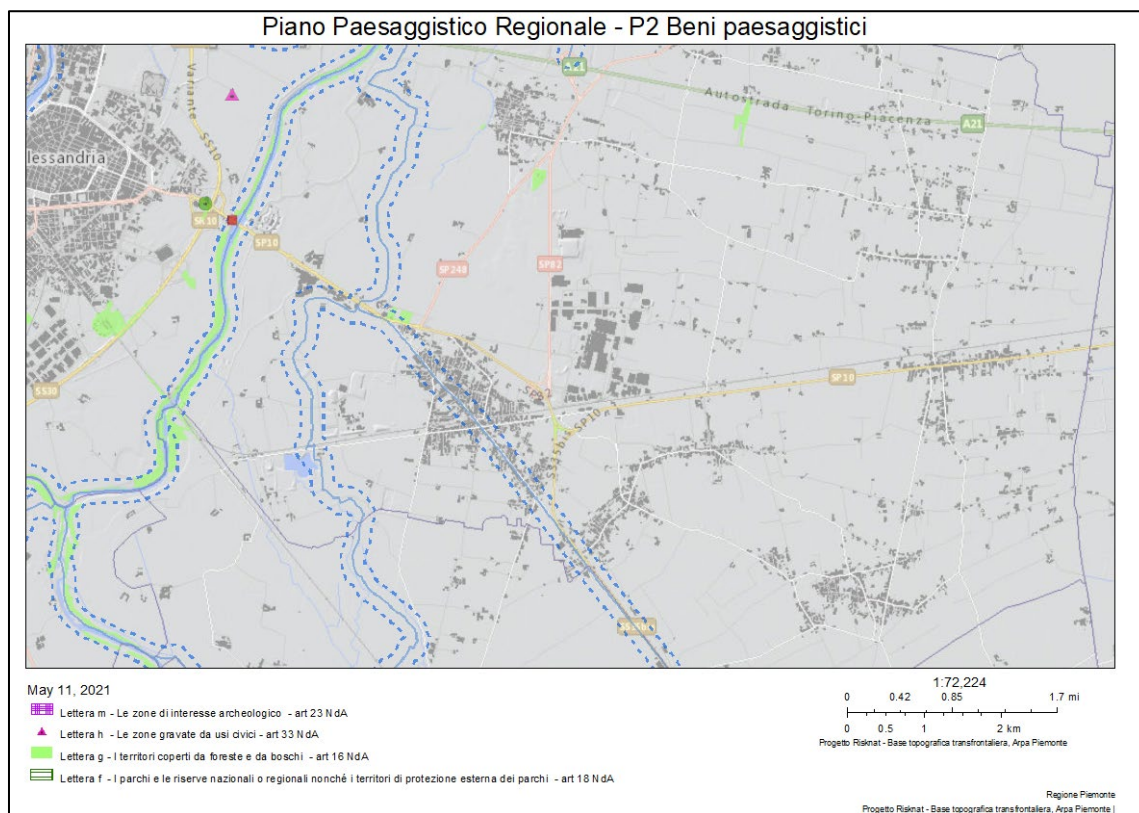 Piano Paesaggistico Regionale - P2 Beni paesaggistici
A21
Autostrada Torino-Piacenza
A21
Variante SS10
lessandria
SR10
SP10
SP248
SP82
SS30
SP10
SP10
May 11, 2021
Lettera m - Le zone di interesse archeologico - art 23 NdA
Lettera h - Le zone gravate da usi civici - art 33 NdA
Lettera g - I territori coperti da foreste e da boschi - art 16 NdA
Lettera f - I parchi e le riserve nazionali o regionali nonché i territori di protezione esterna dei parchi - art 18 NdA
1:72,224
0 0.42 0.85 1.7 mi
0 0.5 1 2 km
Progetto Risknat - Base topografica transfrontaliera, Arpa Piemonte
Regione Piemonte
Progetto Risknat - Base topografica transfrontaliera, Arpa Piemonte |